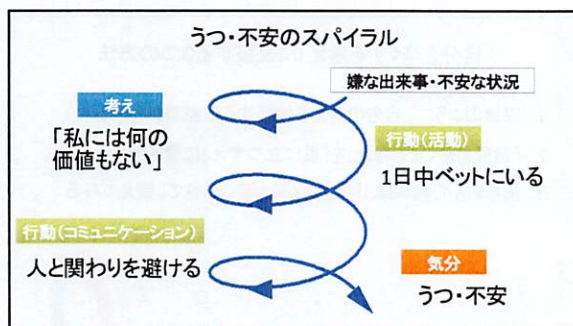 うつ・不安のスパイラル
嫌な出来事・不安な状況
考え
「私には何の
価値もない」
行動(活動)
1日中ベットにいる
行動(コミュニケーション)
人と関わりを避ける
気分
うつ・不安